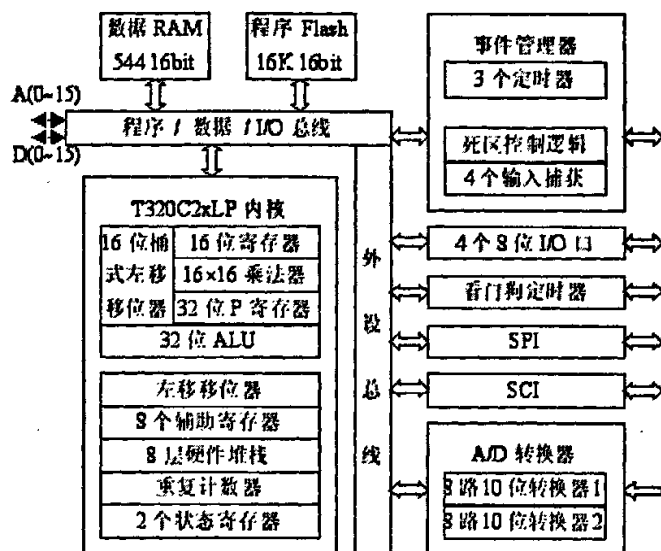 数据 RAM
544 16bit
程序 Flash
16K 16bit
A(0~15)
D(0~15)
程序 / 数据 / I/O 总线
T320C2xLP 内核
16 位桶
式左移
移位器
16 位寄存器
16×16 乘法器
32 位 P 寄存器
32 位 ALU
左移移位器
8 个辅助寄存器
8 层硬件堆栈
重复计数器
2 个状态寄存器
外
设
总
线
事件管理器
3 个定时器
死区控制逻辑
4 个输入捕获
4 个 8 位 I/O 口
看门狗定时器
SPI
SCI
A/D 转换器
8 路 10 位转换器1
8 路 10 位转换器2